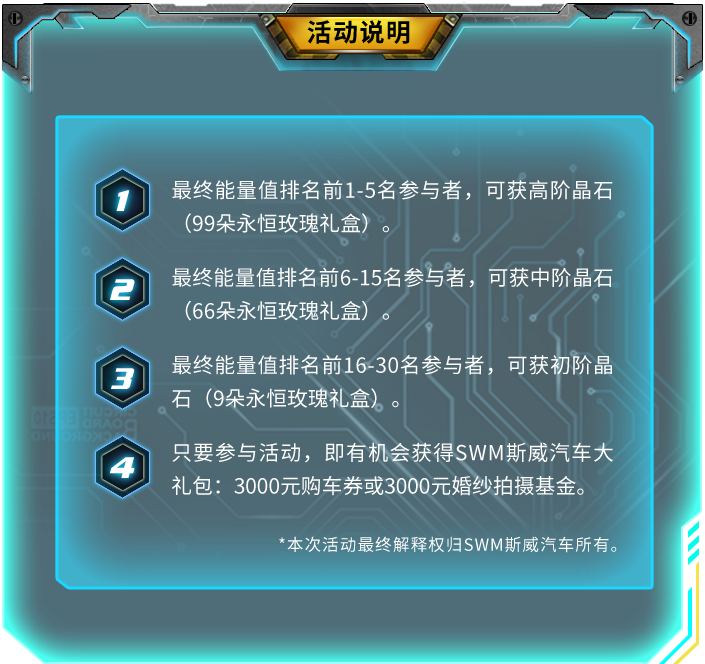 活动说明
1
最终能量值排名前1-5名参与者，可获高阶晶石
（99朵永恒玫瑰礼盒）。
2
最终能量值排名前6-15名参与者，可获中阶晶石
（66朵永恒玫瑰礼盒）。
3
最终能量值排名前16-30名参与者，可获初阶晶
石（9朵永恒玫瑰礼盒）。
4
只要参与活动，即有机会获得SWM斯威汽车大
礼包：3000元购车券或3000元婚纱拍摄基金。
*本次活动最终解释权归SWM斯威汽车所有。